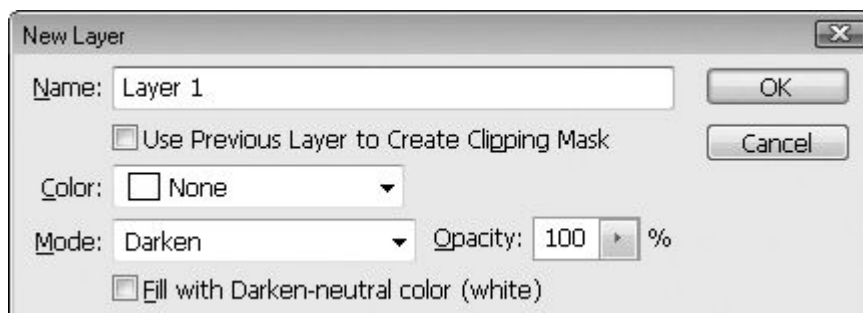 New Layer
Name: Layer 1
OK
Use Previous Layer to Create Clipping Mask
Cancel
Color: None
Mode: Darken Opacity: 100 %
Fill with Darken-neutral color (white)